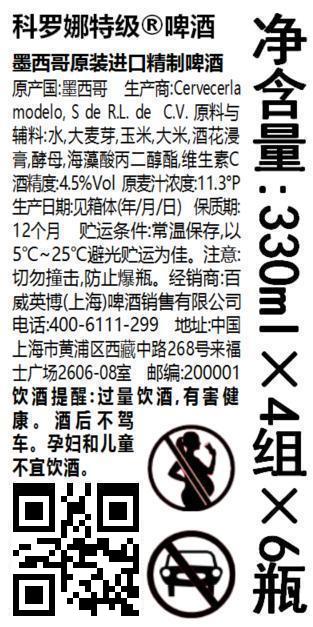 科罗娜特级®啤酒
墨西哥原装进口精制啤酒
原产国:墨西哥 生产商:Cervecerla
modelo, S de R.L. de C.V. 原料与
辅料:水,大麦芽,玉米,大米,酒花浸
膏,酵母,海藻酸丙二醇酯,维生素C
酒精度:4.5%Vol 原麦汁浓度:11.3°P
生产日期:见箱体(年/月/日) 保质期:
12个月 贮运条件:常温保存,以
5℃~25℃避光贮运为佳。注意:
切勿撞击,防止爆瓶。经销商:百
威英博(上海)啤酒销售有限公司
电话:400-6111-299 地址:中国
上海市黄浦区西藏中路268号来福
士广场2606-08室 邮编:200001
饮酒提醒:过量饮酒,有害健
康。酒后不驾
车。孕妇和儿童
不宜饮酒。
净含量:330ml×4组×6瓶